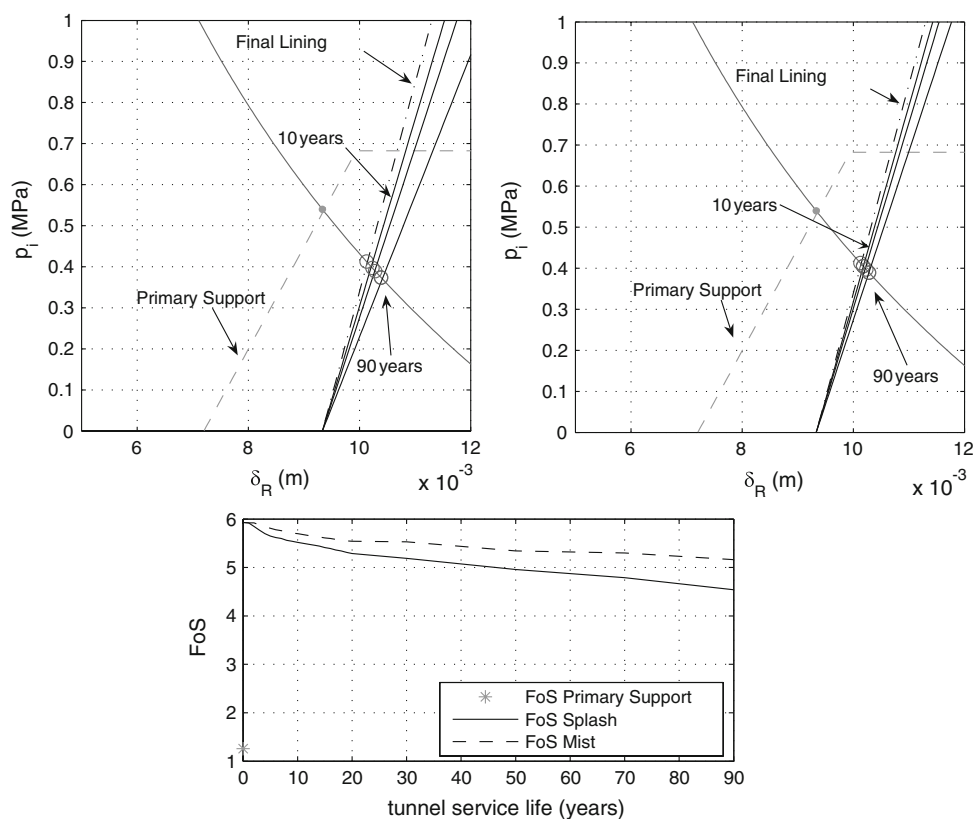 1
0.9
0.8
0.7
0.6
0.5
0.4
0.3
0.2
0.1
0
p_i (MPa)
Final Lining
10 years
Primary Support
90 years
6
8
10
12
δ_R (m)
x 10⁻³
1
0.9
0.8
0.7
0.6
0.5
0.4
0.3
0.2
0.1
0
p_i (MPa)
Final Lining
10 years
Primary Support
90 years
6
8
10
12
δ_R (m)
x 10⁻³
6
5
4
3
2
1
FoS
FoS Primary Support
FoS Splash
FoS Mist
0 10 20 30 40 50 60 70 80 90
tunnel service life (years)